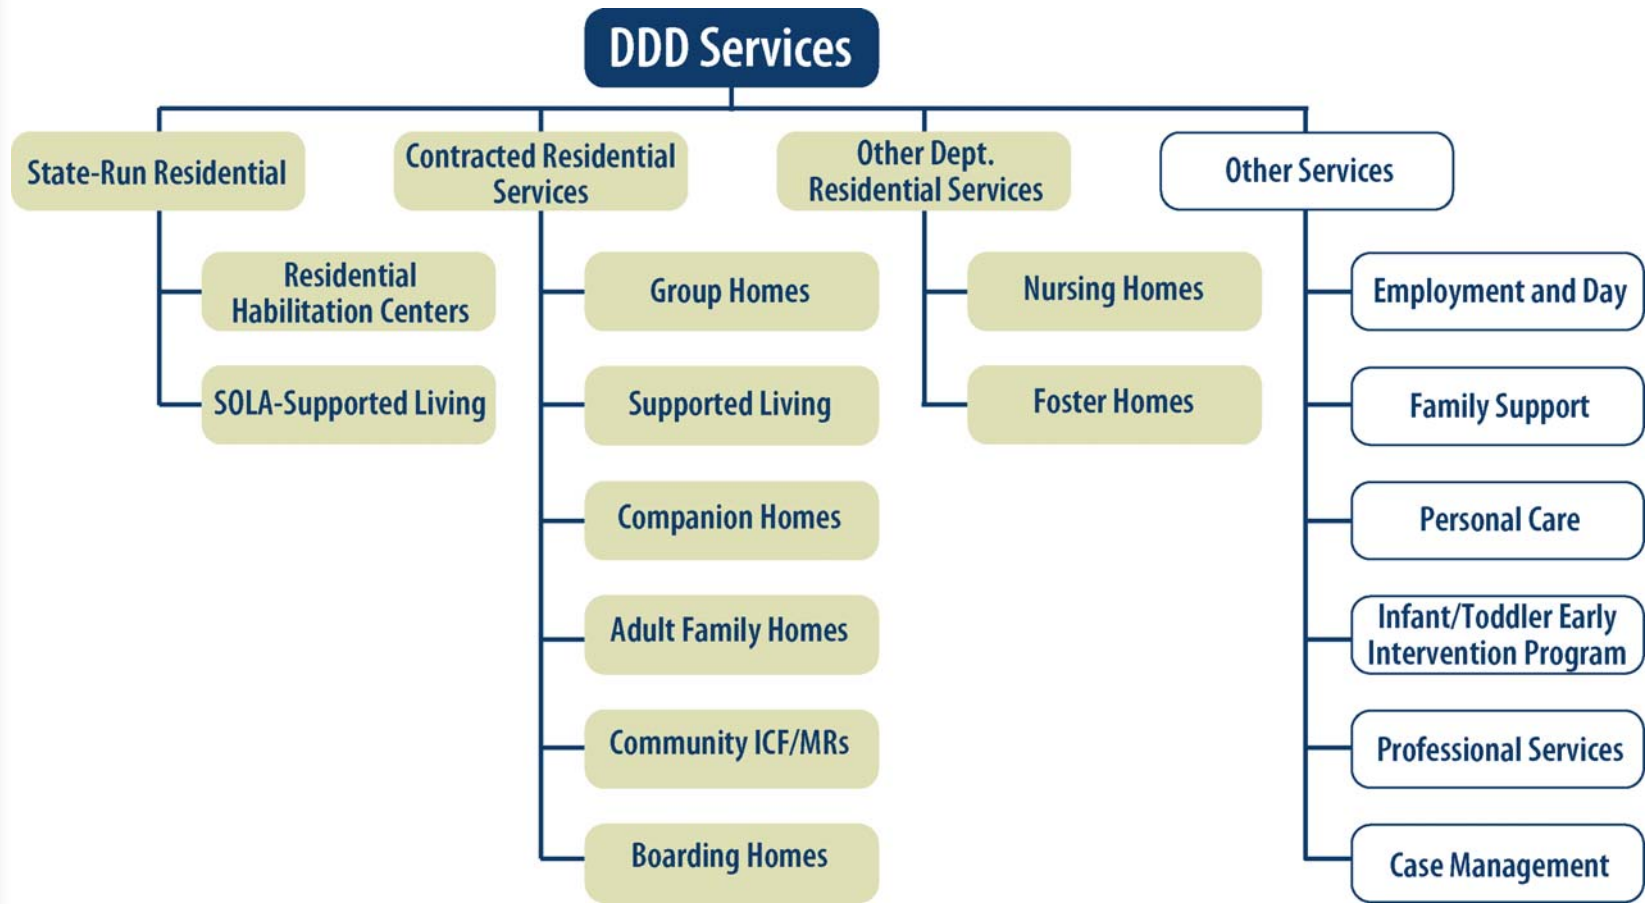 DDD Services
State-Run Residential
Contracted Residential
Services
Other Dept.
Residential Services
Other Services
Residential
Habilitation Centers
SOLA-Supported Living
Group Homes
Supported Living
Companion Homes
Adult Family Homes
Community ICF/MRs
Boarding Homes
Nursing Homes
Foster Homes
Employment and Day
Family Support
Personal Care
Infant/Toddler Early
Intervention Program
Professional Services
Case Management